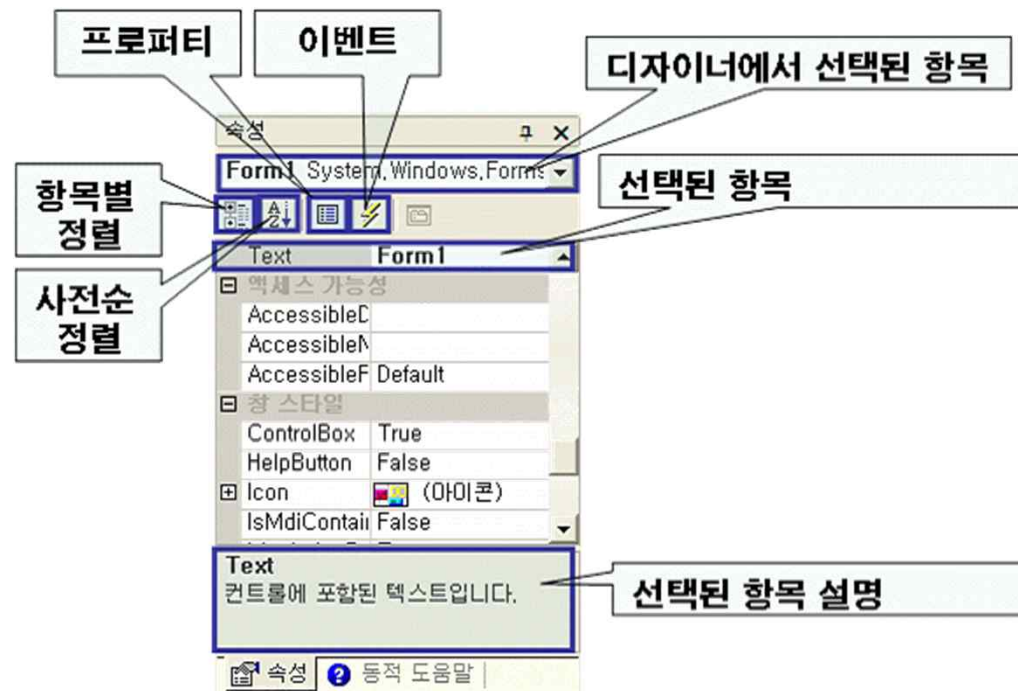 프로퍼티
이벤트
디자이너에서 선택된 항목
속성
Form1 System.Windows.Forms
선택된 항목
항목별
정렬
사전순
정렬
Text Form1
액세스 가능성
AccessibleD
AccessibleN
AccessibleF Default
창 스타일
ControlBox True
HelpButton False
Icon (아이콘)
IsMdiContain False
Text
컨트롤에 포함된 텍스트입니다.
선택된 항목 설명
속성 동적 도움말